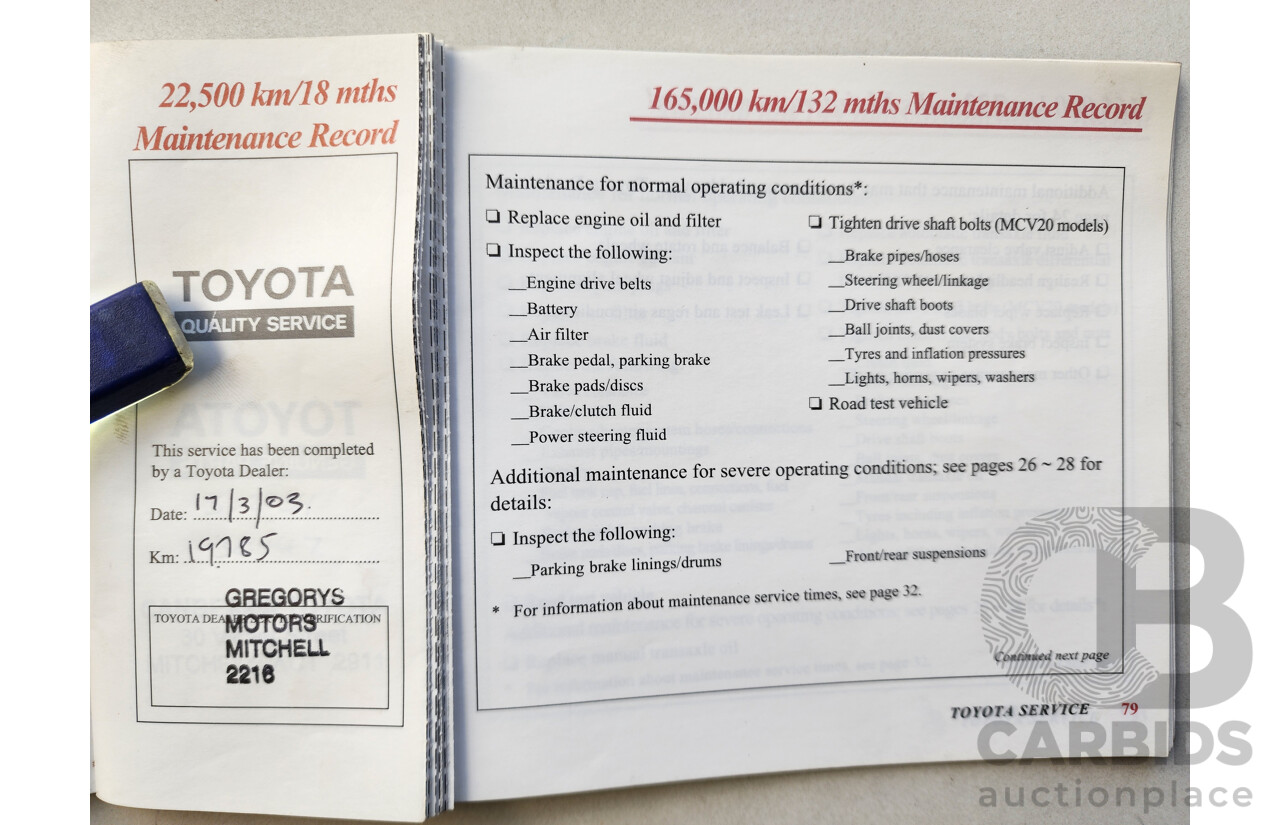 22,500 km/18 mths
Maintenance Record
TOYOTA
QUALITY SERVICE
This service has been completed
by a Toyota Dealer:
Date: 17/3/03.
Km: 19785
GREGORYS
MOTORS
MITCHELL
2216
165,000 km/132 mths Maintenance Record
Maintenance for normal operating conditions*:
Replace engine oil and filter
Inspect the following:
__Engine drive belts
__Battery
__Air filter
__Brake pedal, parking brake
__Brake pads/discs
__Brake/clutch fluid
__Power steering fluid
Tighten drive shaft bolts (MCV20 models)
__Brake pipes/hoses
__Steering wheel/linkage
__Drive shaft boots
__Ball joints, dust covers
__Tyres and inflation pressures
__Lights, horns, wipers, washers
Road test vehicle
Additional maintenance for severe operating conditions; see pages 26 ~ 28 for
details:
Inspect the following:
__Parking brake linings/drums
__Front/rear suspensions
* For information about maintenance service times, see page 32.
Continued next page
TOYOTA SERVICE 79
CARBIDS
auctionplace